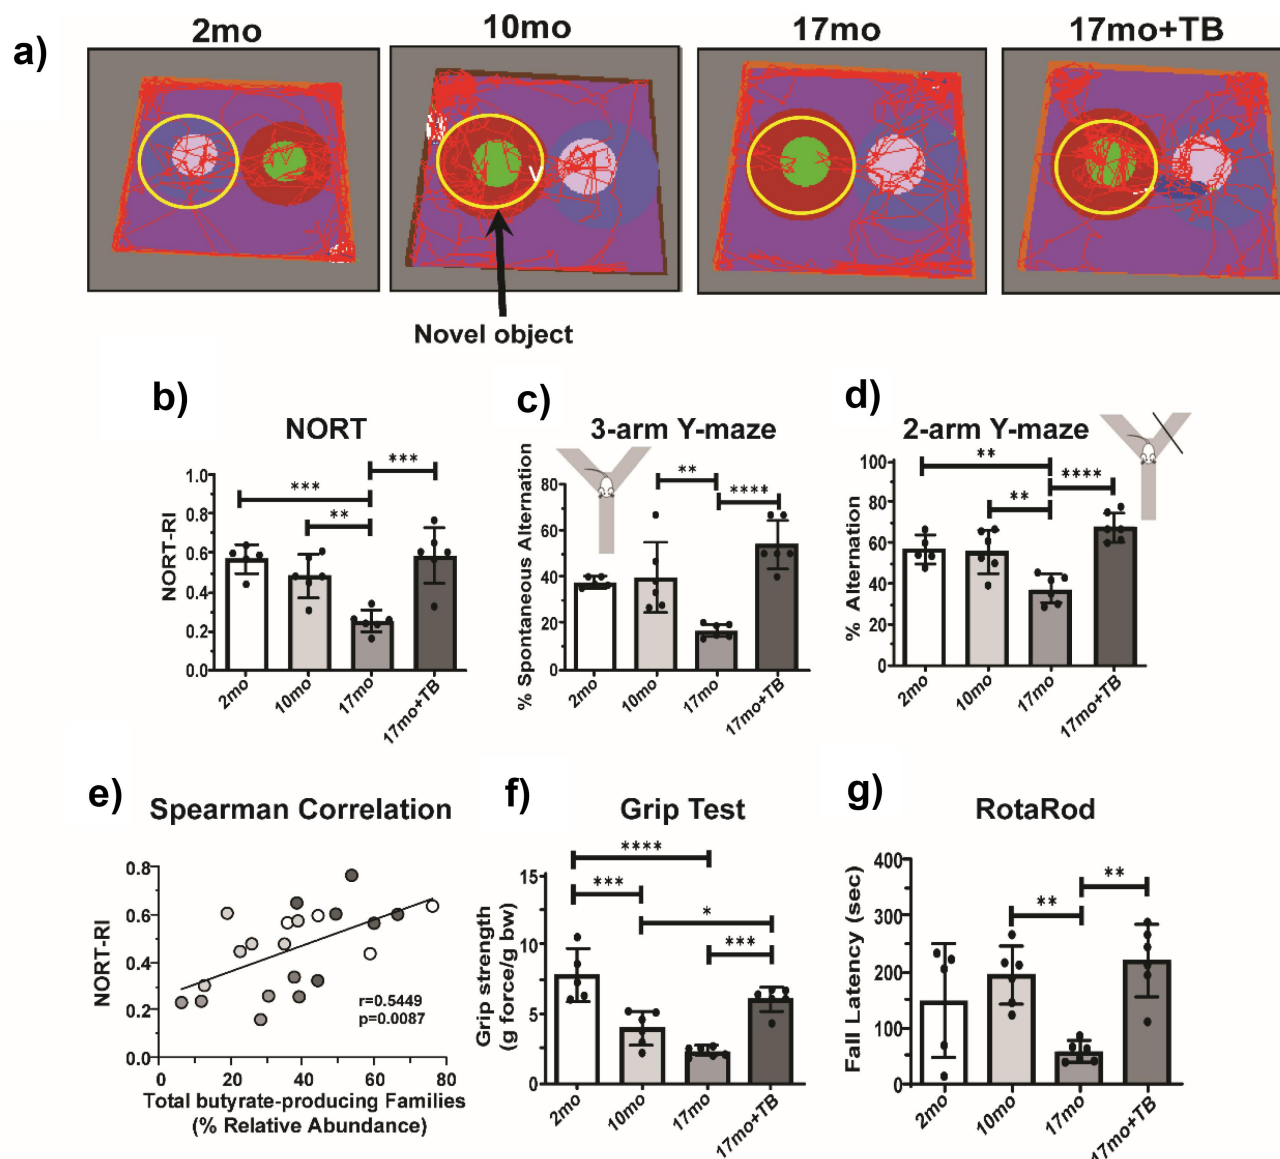 a)
2mo
10mo
17mo
17mo+TB
Novel object
b)
NORT
***
***
**
NORT-RI
1.0
0.8
0.6
0.4
0.2
0.0
2mo
10mo
17mo
17mo+TB
c)
3-arm Y-maze
**
****
% Spontaneous Alternation
80
60
40
20
0
2mo
10mo
17mo
17mo+TB
d)
2-arm Y-maze
**
****
**
% Alternation
100
80
60
40
20
0
2mo
10mo
17mo
17mo+TB
e)
Spearman Correlation
NORT-RI
0.8
0.6
0.4
0.2
0.0
r=0.5449
p=0.0087
0
20
40
60
80
Total butyrate-producing Families
(% Relative Abundance)
f)
Grip Test
****
***
*
***
Grip strength
(g force/g bw)
15
10
5
0
2mo
10mo
17mo
17mo+TB
g)
RotaRod
**
**
Fall Latency (sec)
400
300
200
100
0
2mo
10mo
17mo
17mo+TB